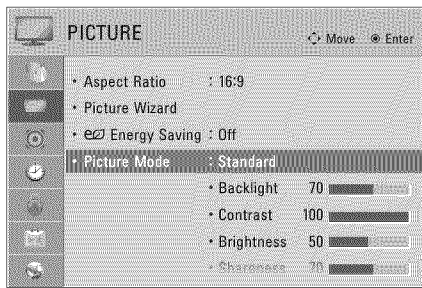 PICTURE
Move Enter
• Aspect Ratio : 16:9
• Picture Wizard
• eco Energy Saving : Off
• Picture Mode : Standard
• Backlight 70
• Contrast 100
• Brightness 50
• Sharpness 70